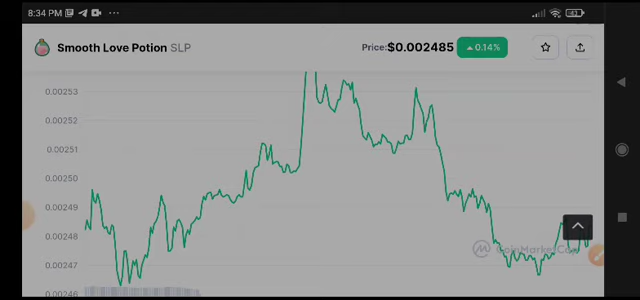 8:34 PM
Smooth Love Potion SLP
Price:$0.002485
0.14%
0.00253
0.00252
0.00251
0.00250
0.00249
0.00248
0.00247
0.00246
CoinMarketCap